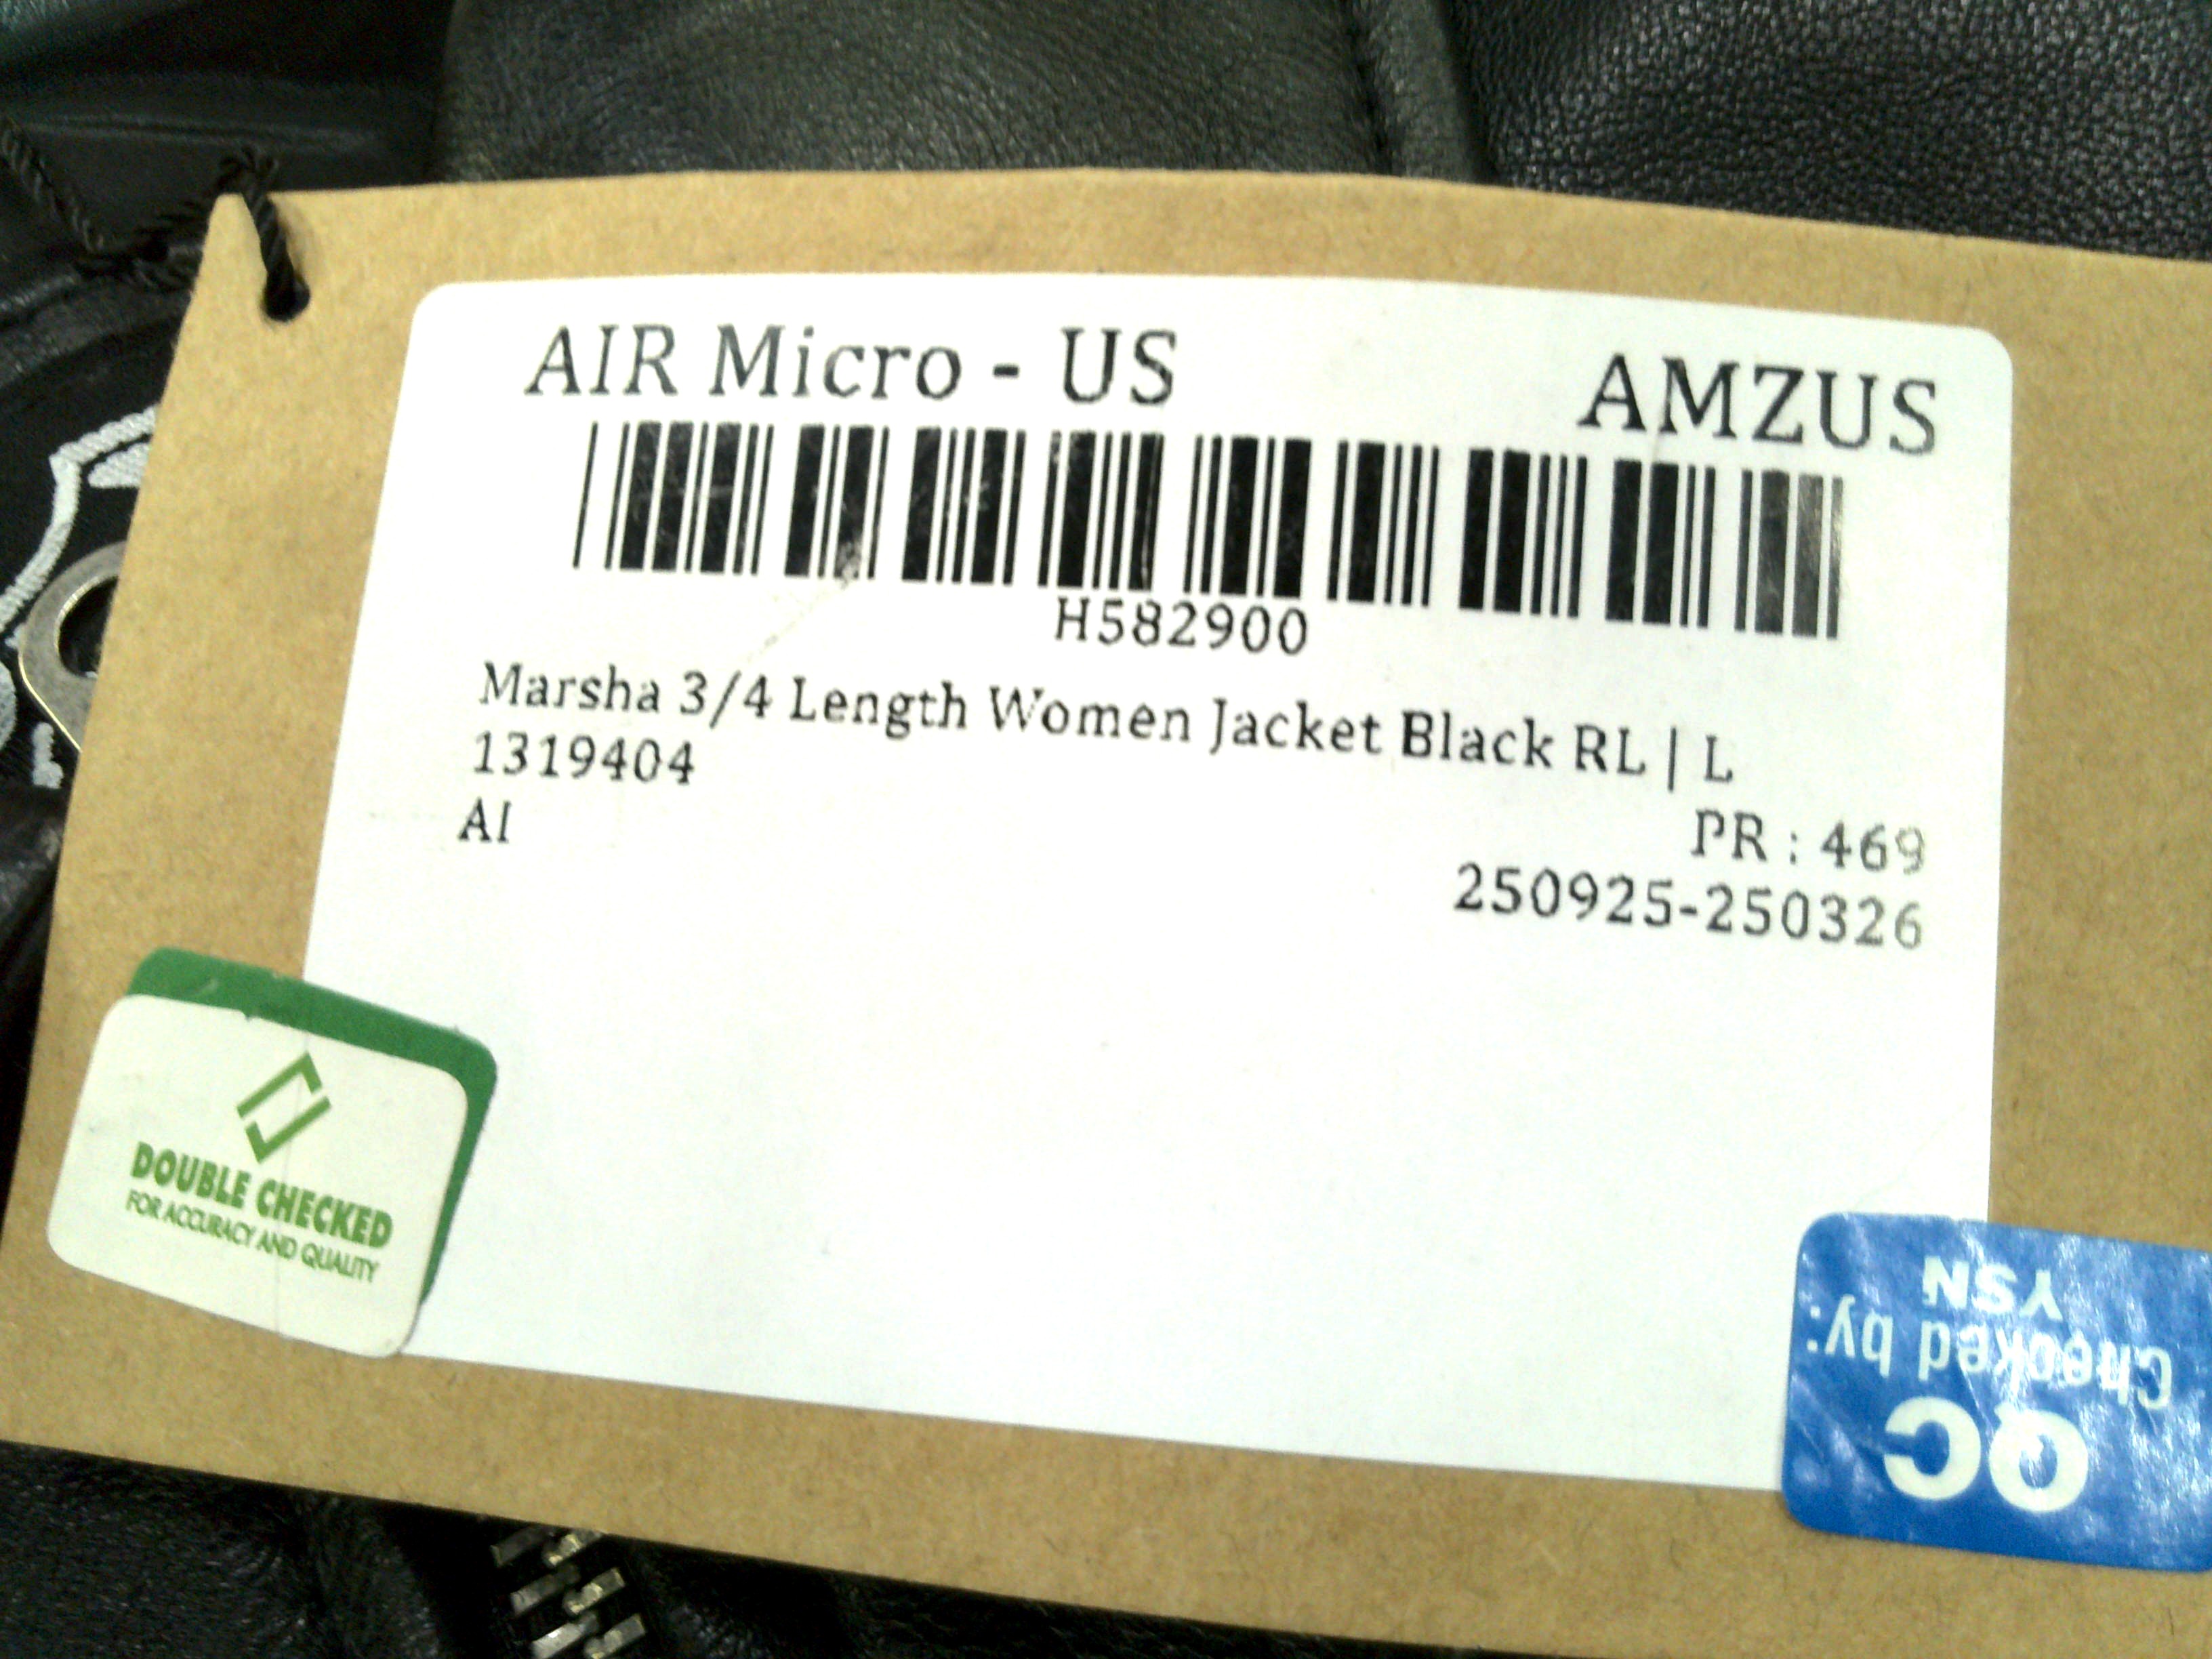 AIR Micro - US
AMZUS
H582900
Marsha 3/4 Length Women Jacket Black RL | L
1319404
AI
PR : 469
250925-250326
DOUBLE CHECKED
FOR ACCURACY AND QUALITY
QC
Checked by:
YSN